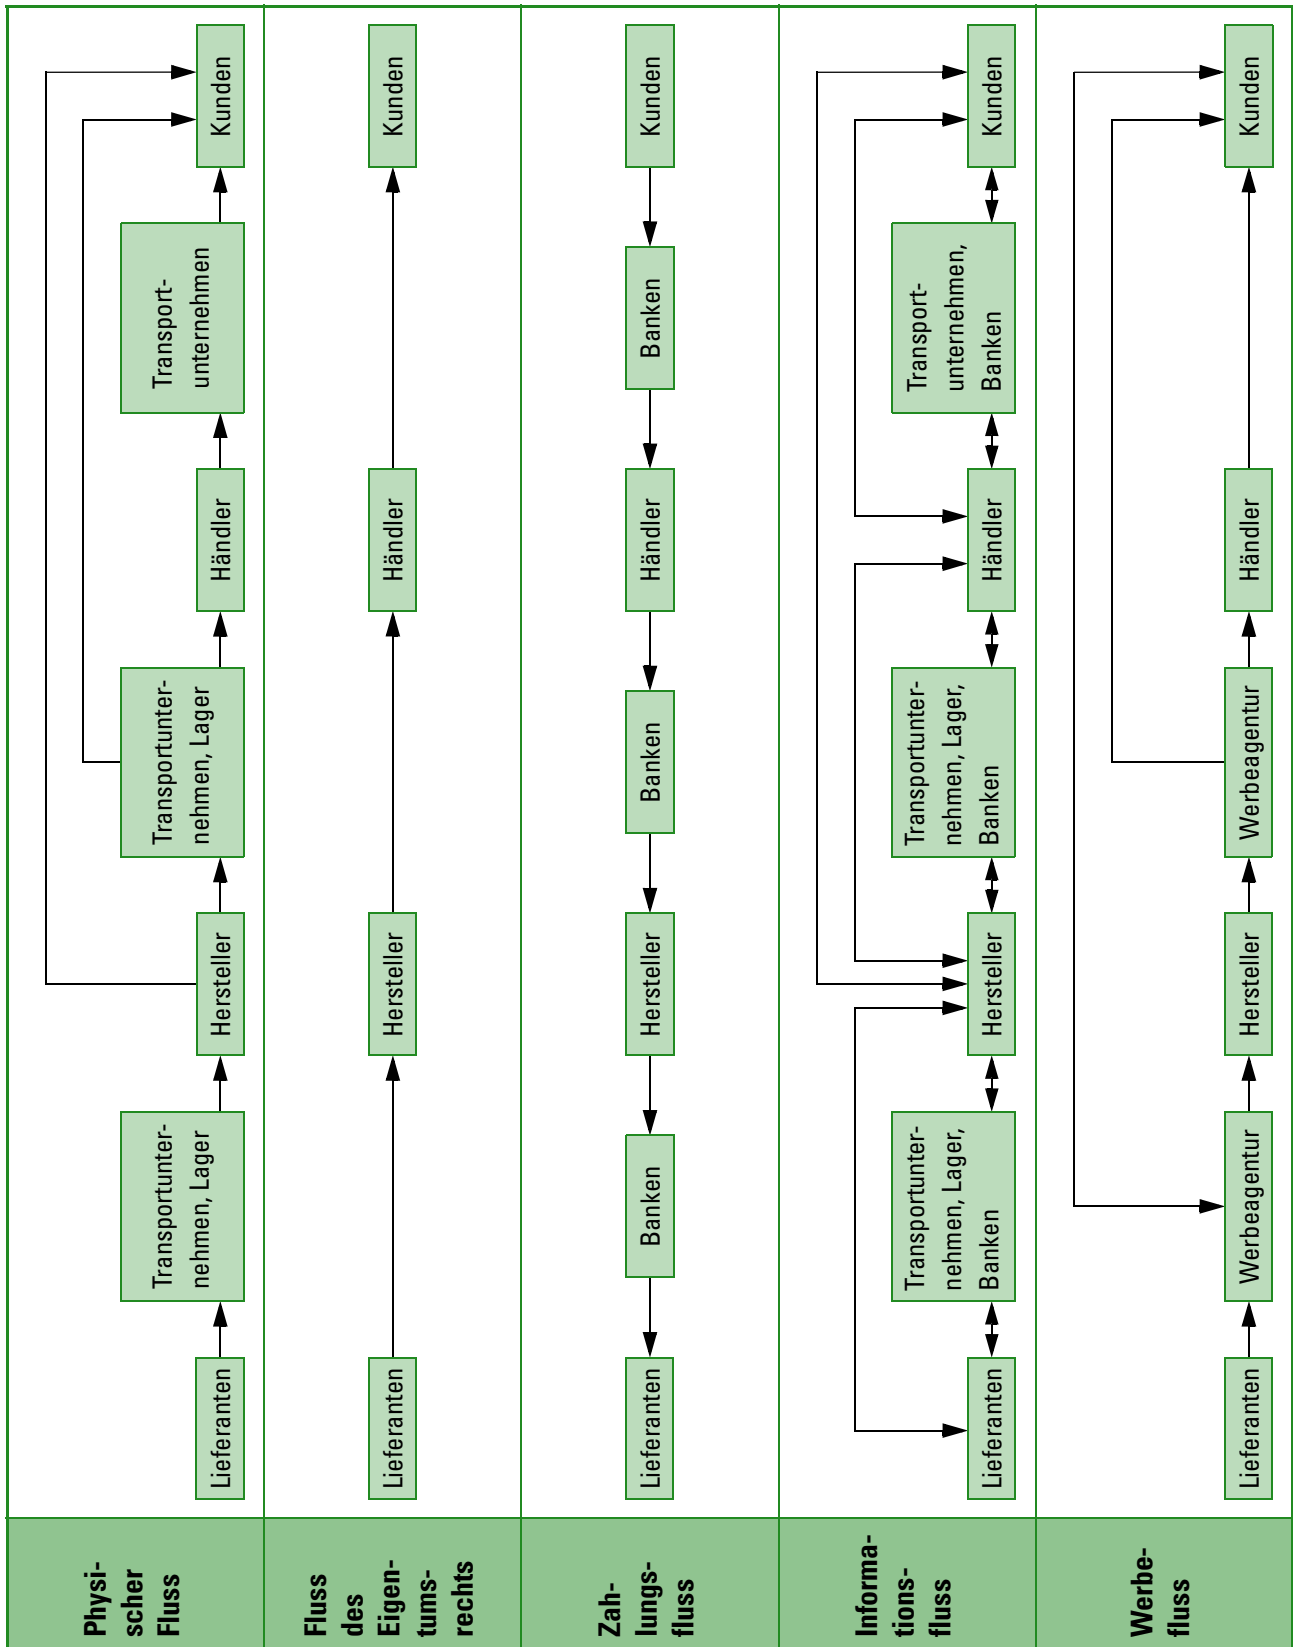 Physi-
scher
Fluss
Lieferanten
Transportunter-
nehmen, Lager
Hersteller
Transportunter-
nehmen, Lager
Händler
Transport-
unternehmen
Kunden
Fluss
des
Eigen-
tums-
rechts
Lieferanten
Hersteller
Händler
Kunden
Zah-
lungs-
fluss
Lieferanten
Banken
Hersteller
Banken
Händler
Banken
Kunden
Informa-
tions-
fluss
Lieferanten
Transportunter-
nehmen, Lager,
Banken
Hersteller
Transportunter-
nehmen, Lager,
Banken
Händler
Transport-
unternehmen,
Banken
Kunden
Werbe-
fluss
Lieferanten
Werbeagentur
Hersteller
Werbeagentur
Händler
Kunden